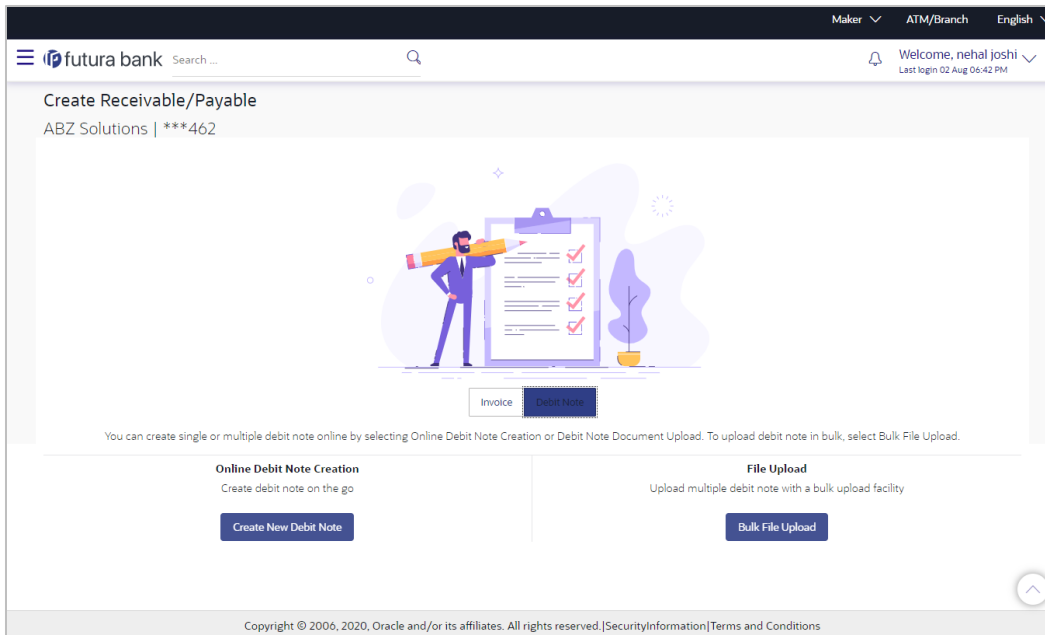 Maker ATM/Branch English
futura bank Search ... Welcome, nehal joshi
Last login 02 Aug 06:42 PM
Create Receivable/Payable
ABZ Solutions | ***462
Invoice Debit Note
You can create single or multiple debit note online by selecting Online Debit Note Creation or Debit Note Document Upload. To upload debit note in bulk, select Bulk File Upload.
Online Debit Note Creation File Upload
Create debit note on the go Upload multiple debit note with a bulk upload facility
Create New Debit Note Bulk File Upload
Copyright © 2006, 2020, Oracle and/or its affiliates. All rights reserved.|SecurityInformation|Terms and Conditions